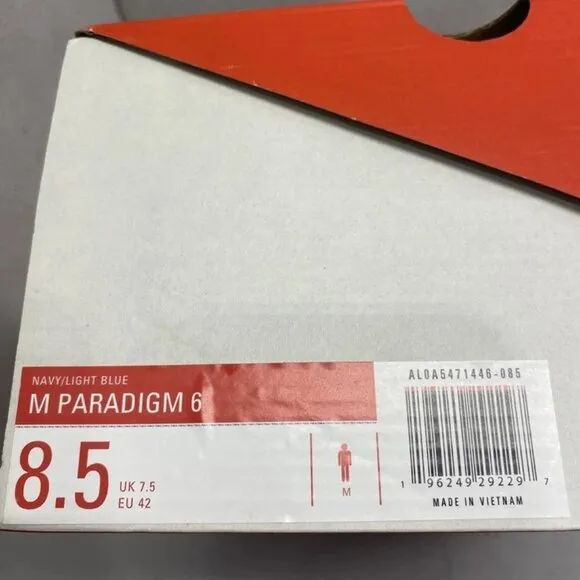 NAVY/LIGHT BLUE
M PARADIGM 6
8.5
UK 7.5
EU 42
M
AL0A5471446-085
1 96249 29229 7
MADE IN VIETNAM